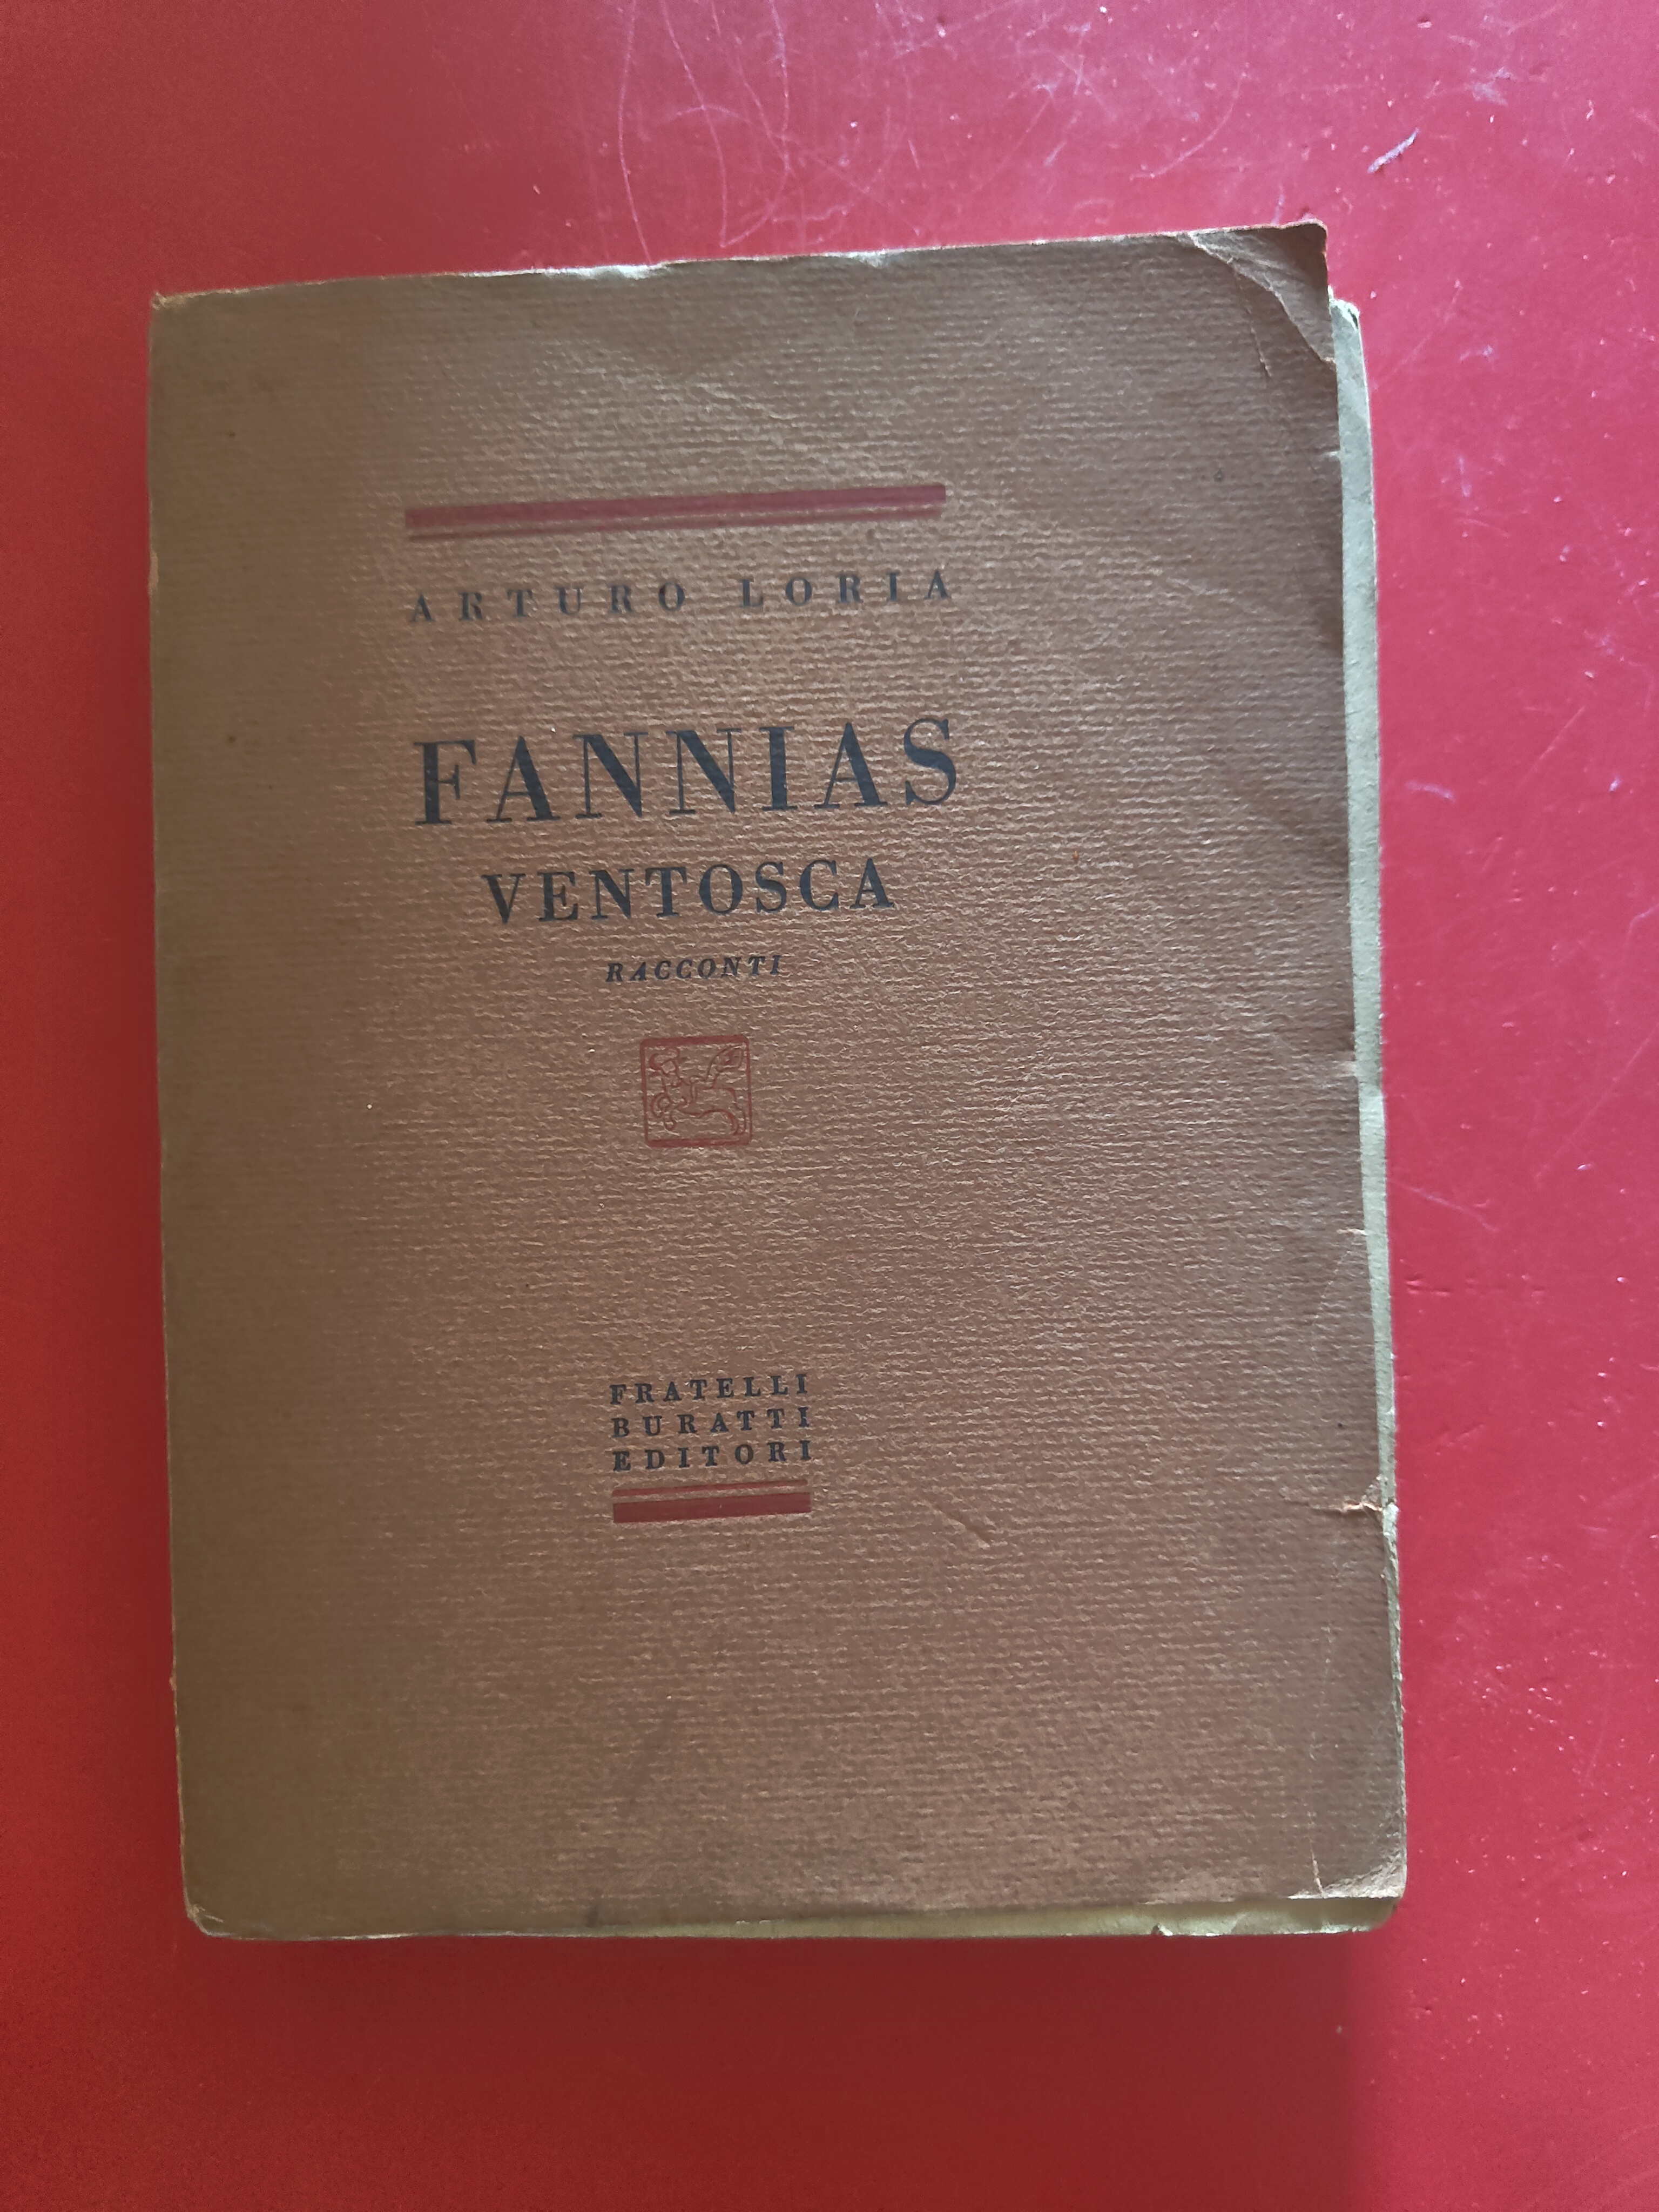 ARTURO LORIA
FANNIAS
VENTOSCA
RACCONTI
FRATELLI
BURATTI
EDITORI